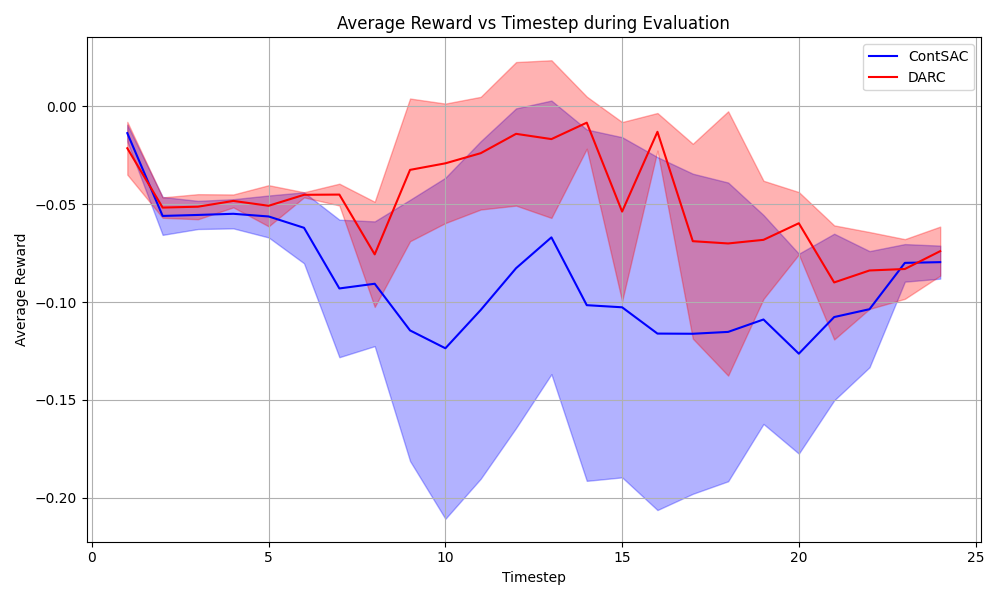 Average Reward vs Timestep during Evaluation
ContSAC
DARC
Average Reward
0.00
−0.05
−0.10
−0.15
−0.20
0 5 10 15 20 25
Timestep